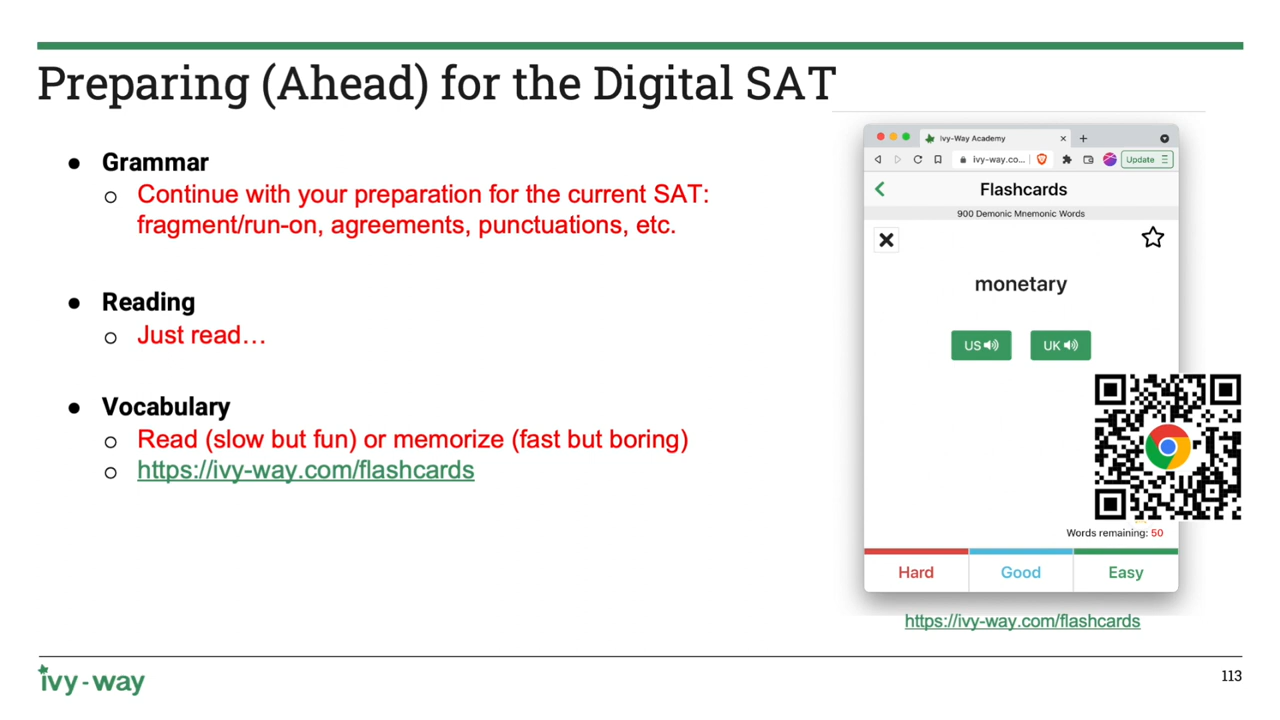 Preparing (Ahead) for the Digital SAT
● Grammar
○ Continue with your preparation for the current SAT:
fragment/run-on, agreements, punctuations, etc.
● Reading
○ Just read…
● Vocabulary
○ Read (slow but fun) or memorize (fast but boring)
○ https://ivy-way.com/flashcards
Ivy-Way Academy
ivy-way.co...
Update
Flashcards
900 Demonic Mnemonic Words
monetary
US
UK
Words remaining: 50
Hard
Good
Easy
https://ivy-way.com/flashcards
ivy-way
113